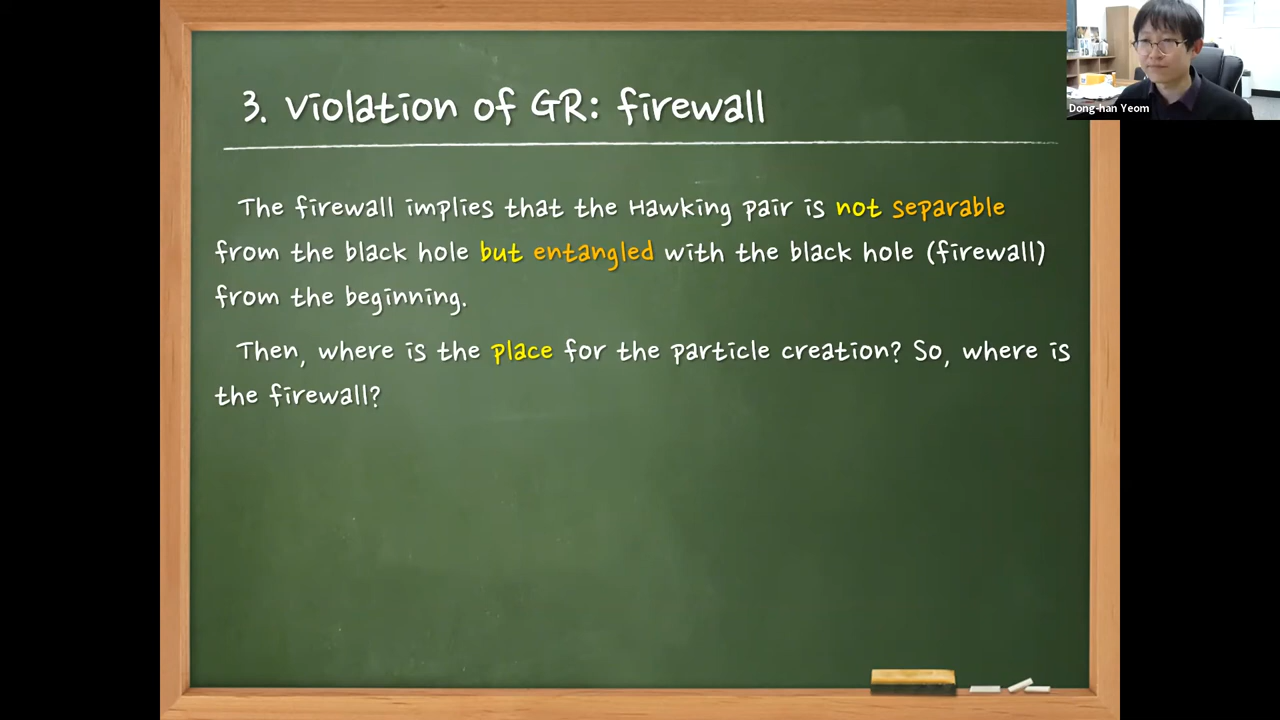 3. Violation of GR: firewall
The firewall implies that the Hawking pair is not separable
from the black hole but entangled with the black hole (firewall)
from the beginning.
Then, where is the place for the particle creation? So, where is
the firewall?
Dong-han Yeom